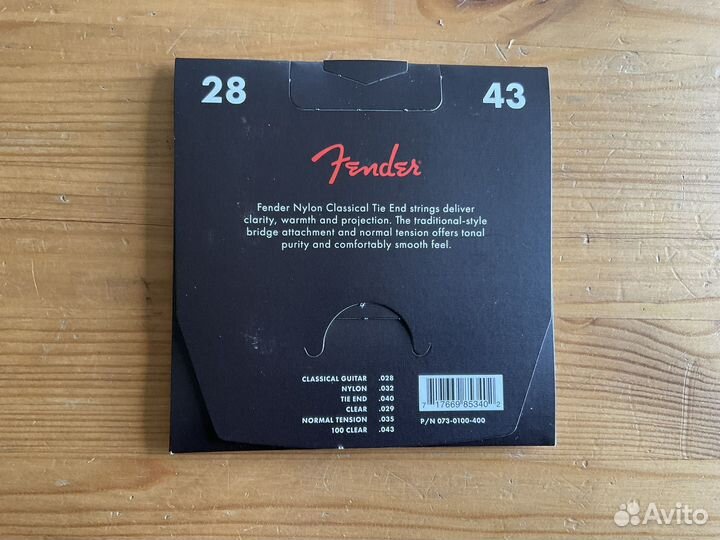 28 43
Fender
Fender Nylon Classical Tie End strings deliver
clarity, warmth and projection. The traditional-style
bridge attachment and normal tension offers tonal
purity and comfortably smooth feel.
CLASSICAL GUITAR .028
NYLON .032
TIE END .040
CLEAR .029
NORMAL TENSION .035
100 CLEAR .043
7 17669 85340 2
P/N 073-0100-400
Avito